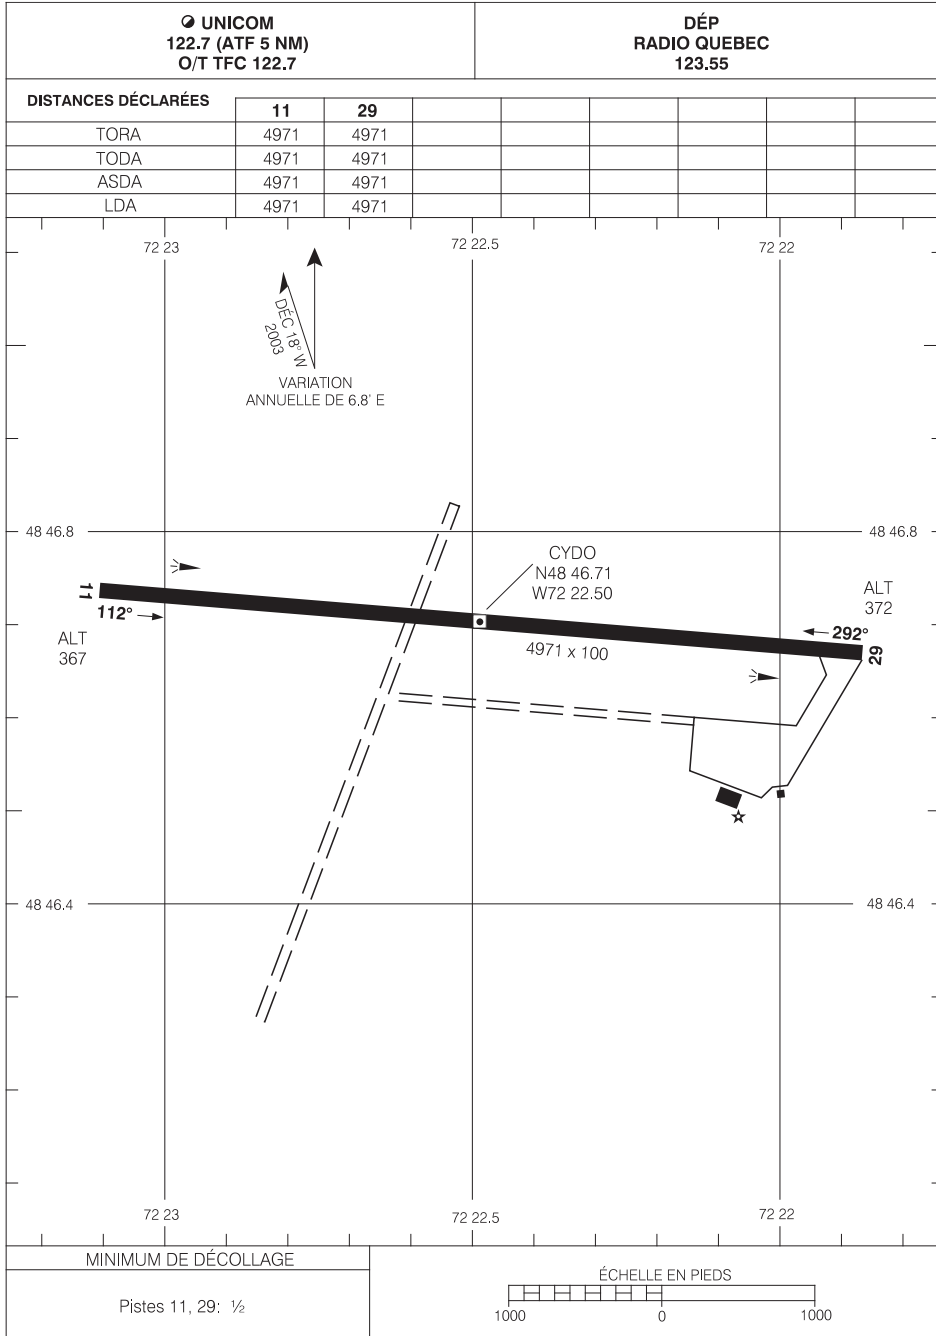 UNICOM
122.7 (ATF 5 NM)
O/T TFC 122.7
DÉP
RADIO QUEBEC
123.55
DISTANCES DÉCLARÉES
11 29
TORA 4971 4971
TODA 4971 4971
ASDA 4971 4971
LDA 4971 4971
72 23 72 22.5 72 22
DÉC 18° W
2003
VARIATION
ANNUELLE DE 6.8' E
48 46.8 48 46.8
CYDO
N48 46.71
W72 22.50
ALT
372
11
112°
ALT
367
4971 x 100
292°
29
48 46.4 48 46.4
72 23 72 22.5 72 22
MINIMUM DE DÉCOLLAGE
Pistes 11, 29: ½
ÉCHELLE EN PIEDS
1000 0 1000